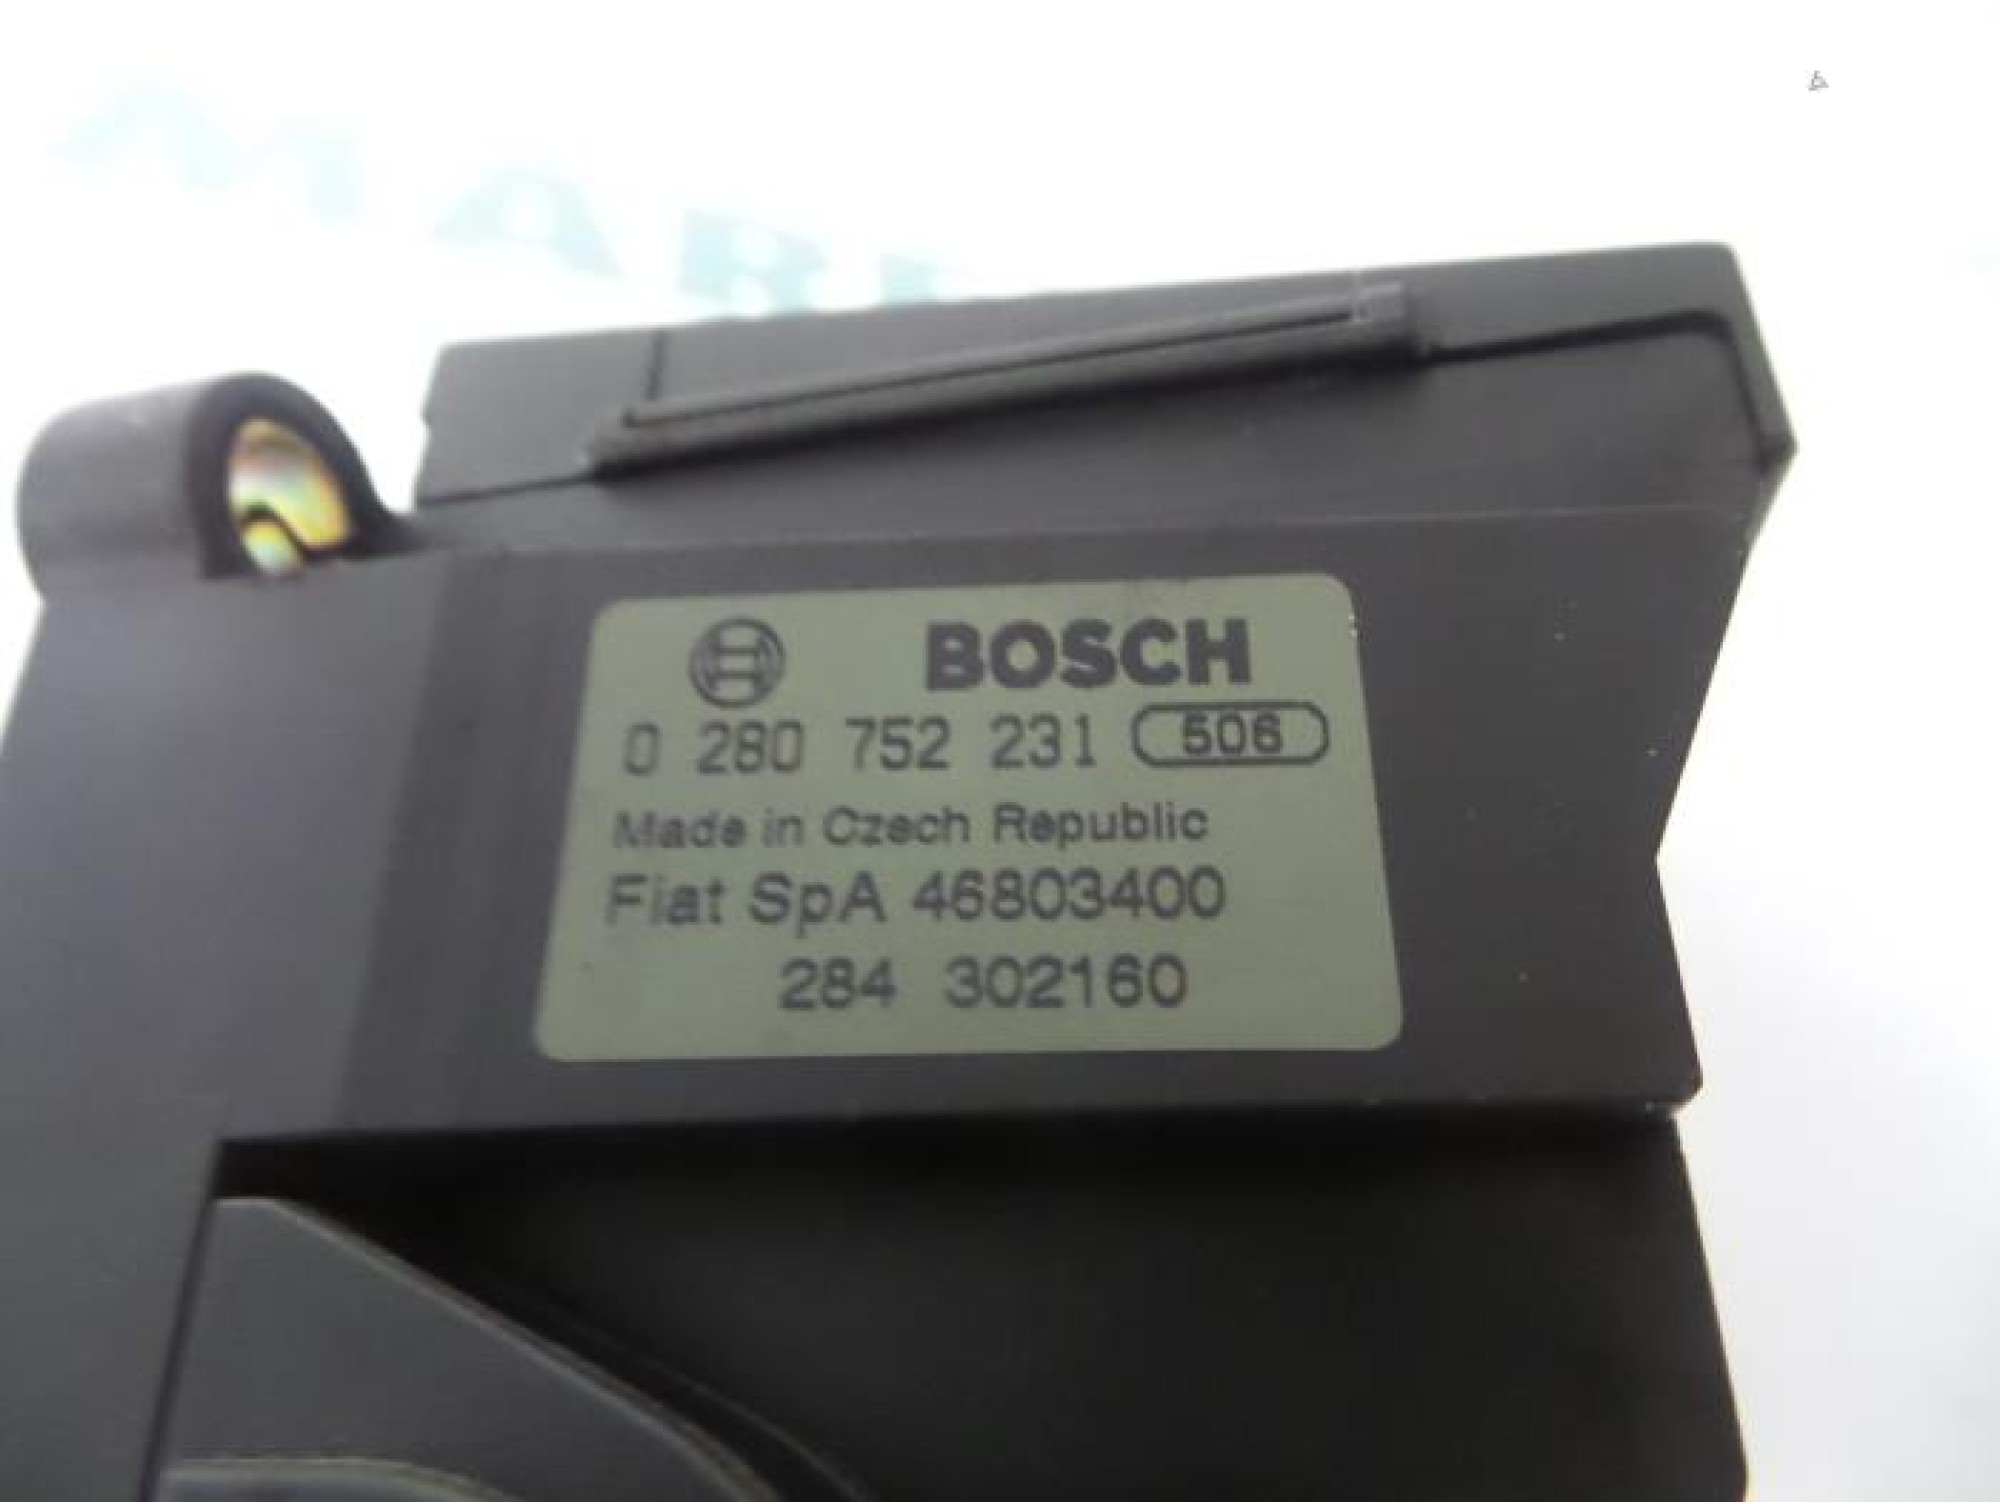 BOSCH
0 280 752 231 506
Made in Czech Republic
Fiat SpA 46803400
284 302160